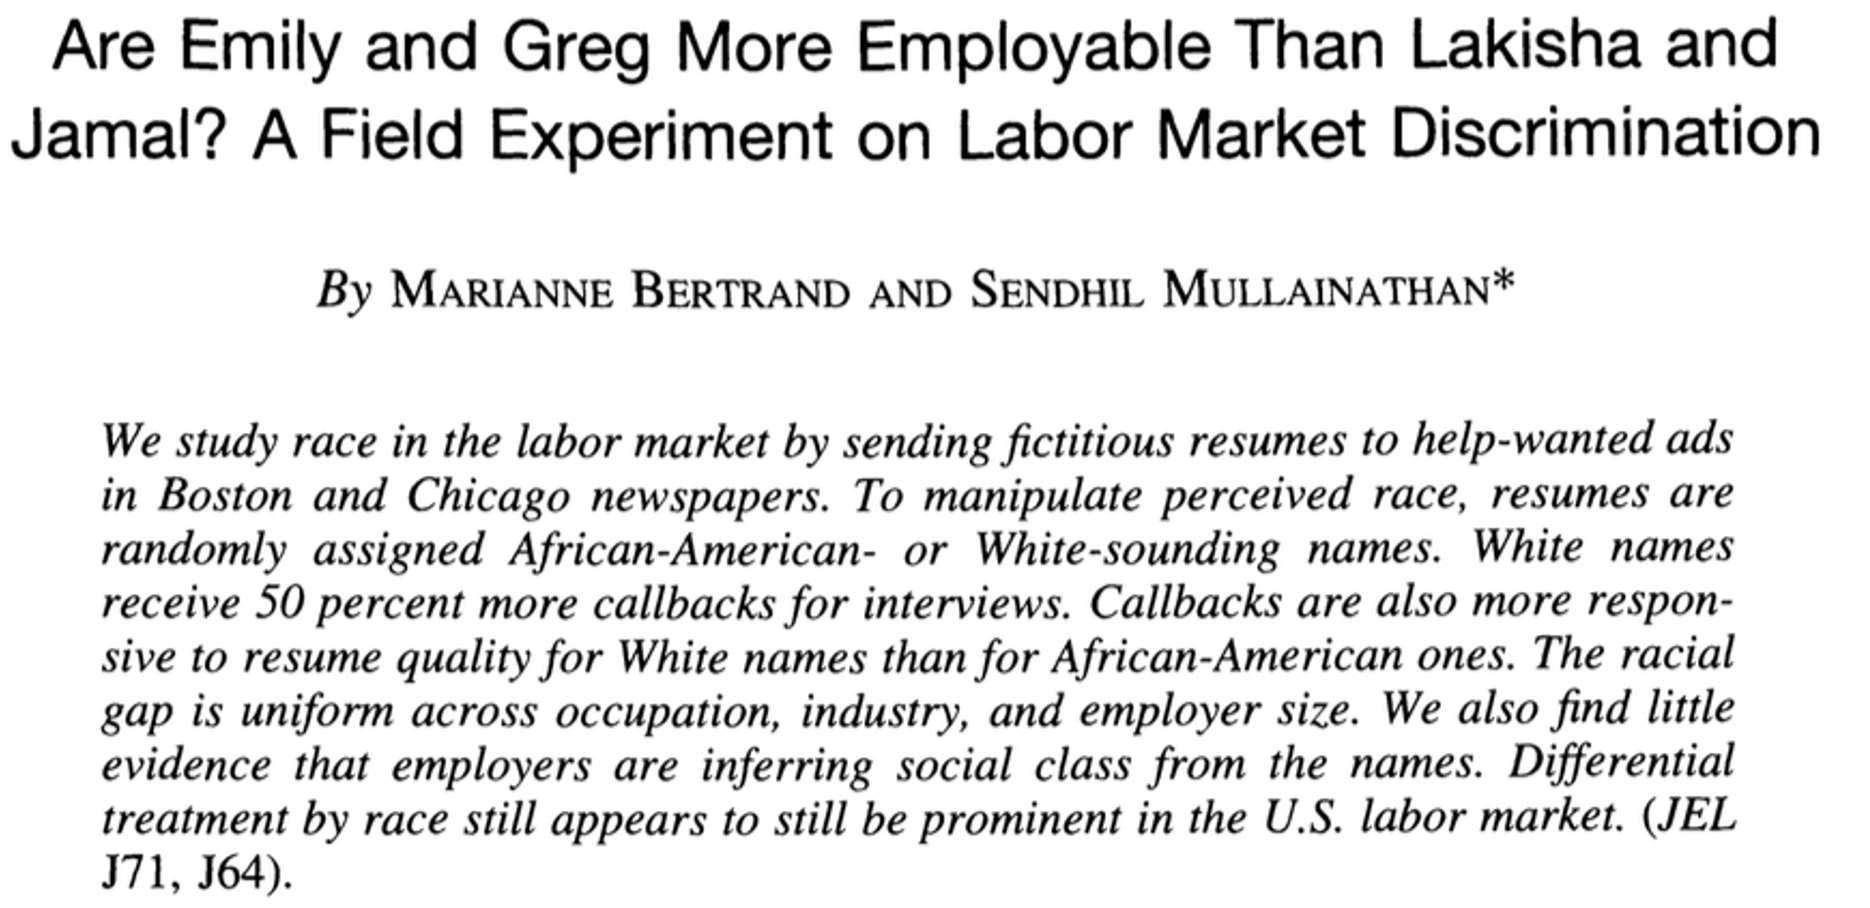 Are Emily and Greg More Employable Than Lakisha and
Jamal? A Field Experiment on Labor Market Discrimination
By MARIANNE BERTRAND AND SENDHIL MULLAINATHAN*
We study race in the labor market by sending fictitious resumes to help-wanted ads
in Boston and Chicago newspapers. To manipulate perceived race, resumes are
randomly assigned African-American- or White-sounding names. White names
receive 50 percent more callbacks for interviews. Callbacks are also more respon-
sive to resume quality for White names than for African-American ones. The racial
gap is uniform across occupation, industry, and employer size. We also find little
evidence that employers are inferring social class from the names. Differential
treatment by race still appears to still be prominent in the U.S. labor market. (JEL
J71, J64).